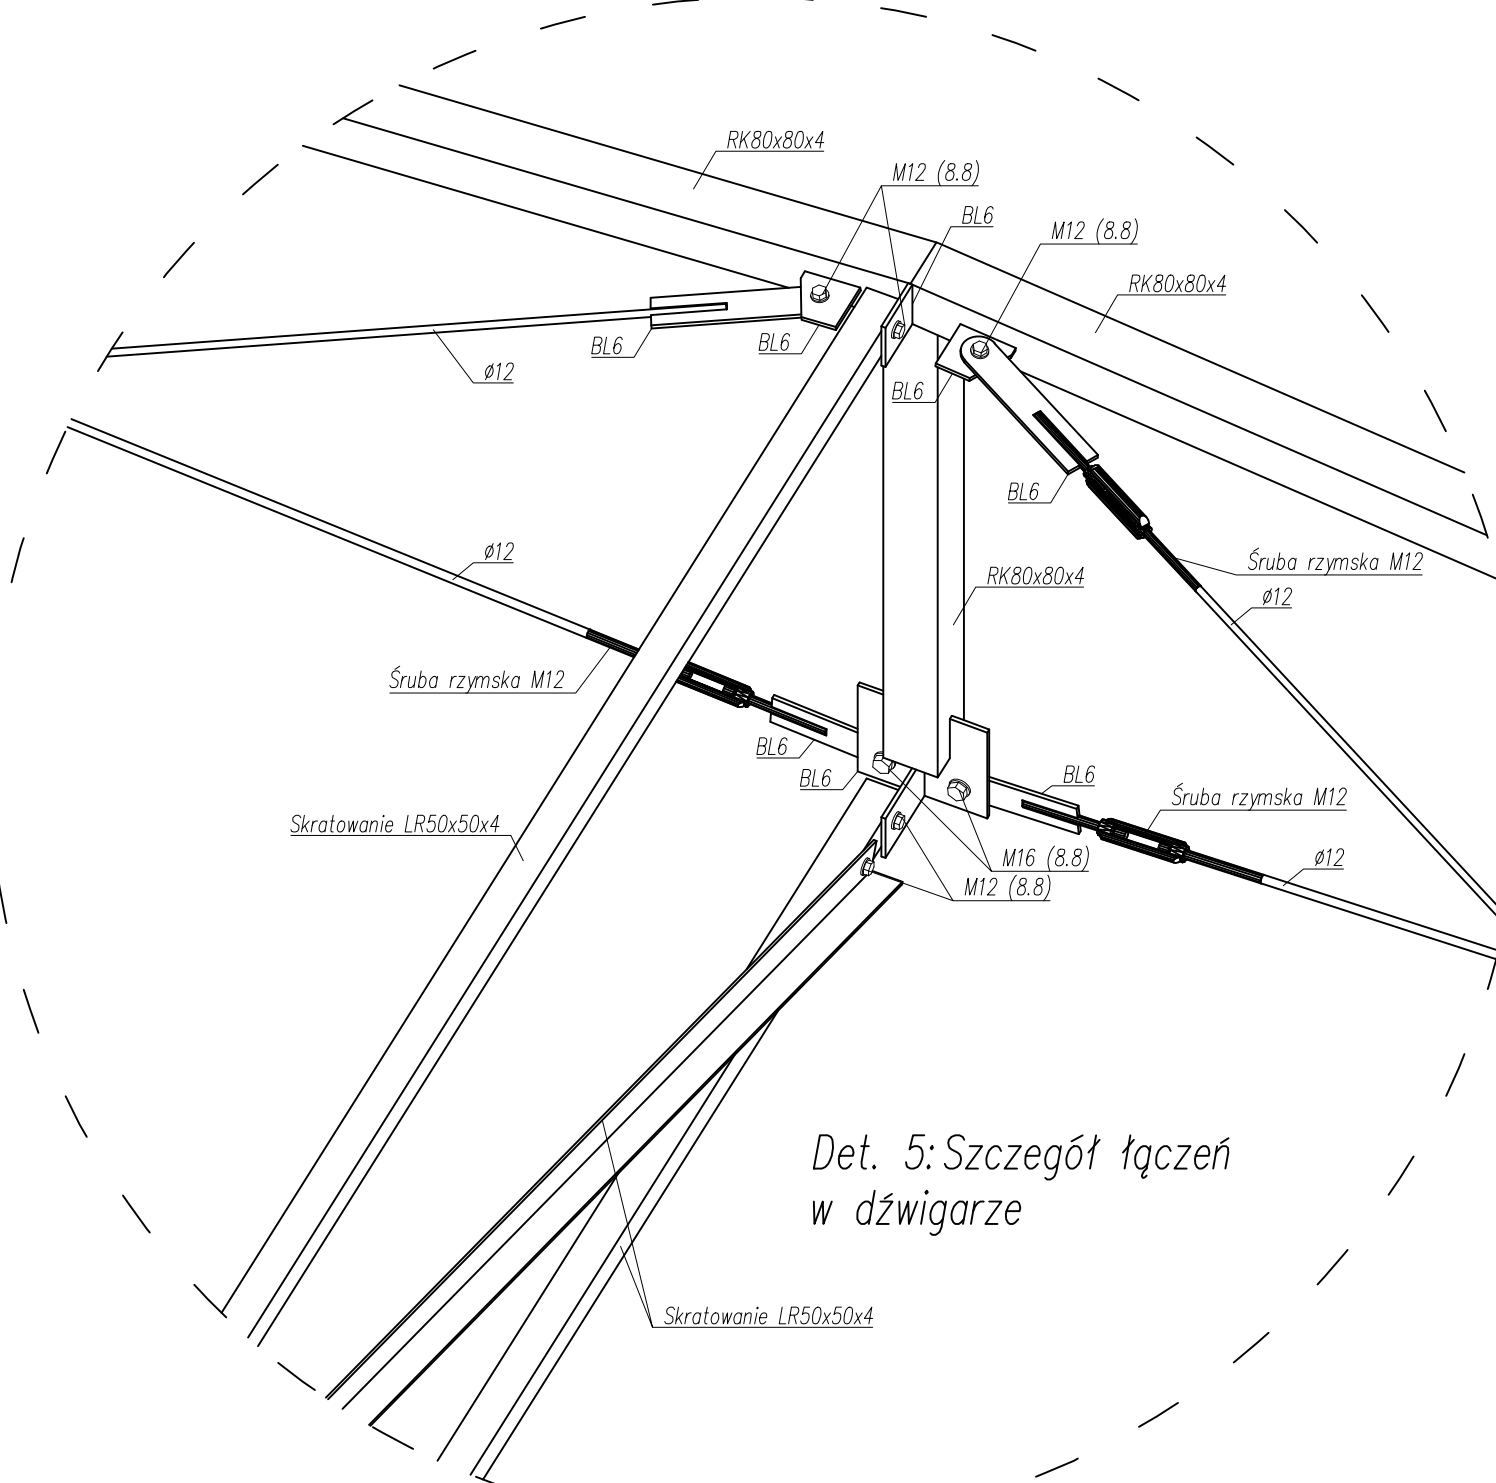 RK80x80x4
M12 (8.8)
BL6
M12 (8.8)
RK80x80x4
BL6
BL6
ø12
BL6
BL6
ø12
Śruba rzymska M12
RK80x80x4
ø12
Śruba rzymska M12
BL6
BL6
BL6
Śruba rzymska M12
Skratowanie LR50x50x4
M16 (8.8)
ø12
M12 (8.8)
Det. 5: Szczegół łączeń
w dźwigarze
Skratowanie LR50x50x4